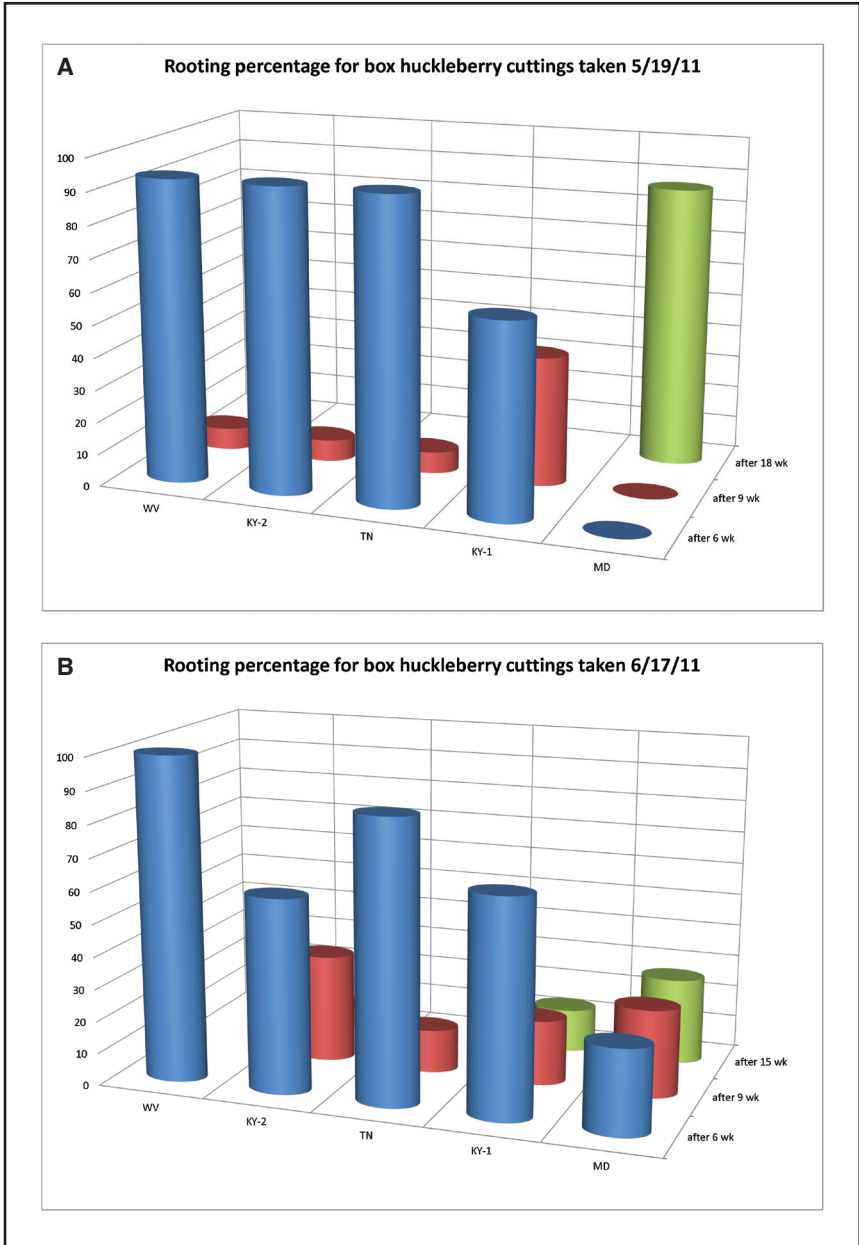 A
Rooting percentage for box huckleberry cuttings taken 5/19/11
100
90
80
70
60
50
40
30
20
10
0
WV
KY-2
TN
KY-1
MD
after 18 wk
after 9 wk
after 6 wk
B
Rooting percentage for box huckleberry cuttings taken 6/17/11
100
90
80
70
60
50
40
30
20
10
0
WV
KY-2
TN
KY-1
MD
after 15 wk
after 9 wk
after 6 wk